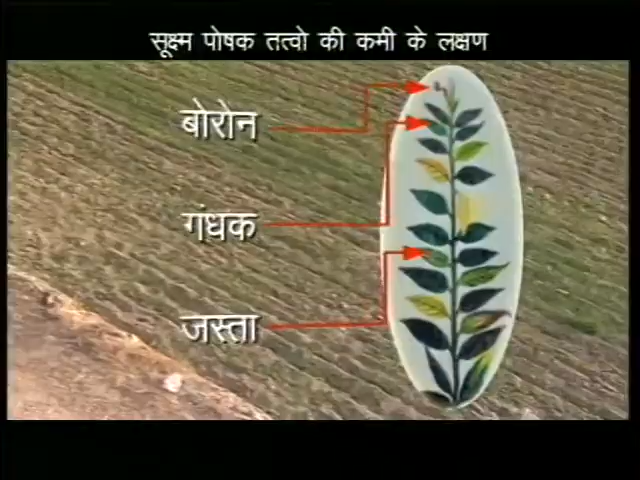 सूक्ष्म पोषक तत्वो की कमी के लक्षण
बोरोन
गंधक
जस्ता